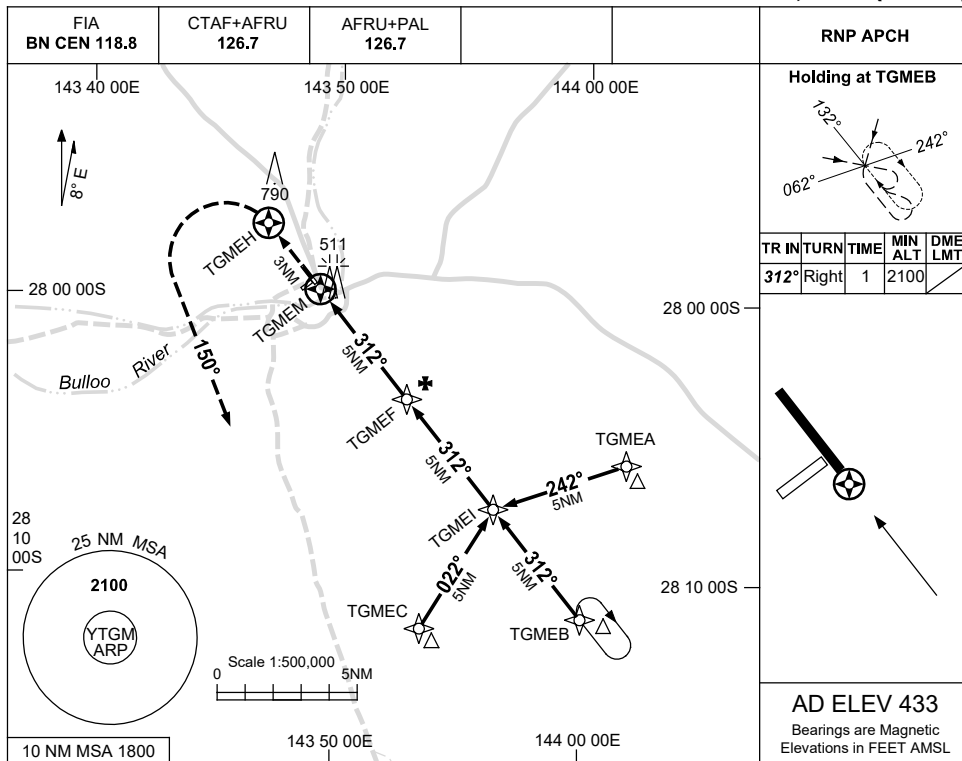 FIA
BN CEN 118.8
CTAF+AFRU
126.7
AFRU+PAL
126.7
RNP APCH
143 40 00E
143 50 00E
144 00 00E
8° E
790
TGMEH
3NM
511
TGMEM
28 00 00S
28 00 00S
150°
Bulloo River
312°
5NM
TGMEF
312°
5NM
TGMEA
242°
5NM
TGMEI
022°
5NM
312°
5NM
TGMEC
TGMEB
28
10
00S
28 10 00S
25 NM MSA
2100
YTGM
ARP
Scale 1:500,000
0 5NM
10 NM MSA 1800
143 50 00E
144 00 00E
Holding at TGMEB
132°
242°
062°
TR IN TURN TIME MIN ALT DME LMT
312° Right 1 2100
AD ELEV 433
Bearings are Magnetic
Elevations in FEET AMSL